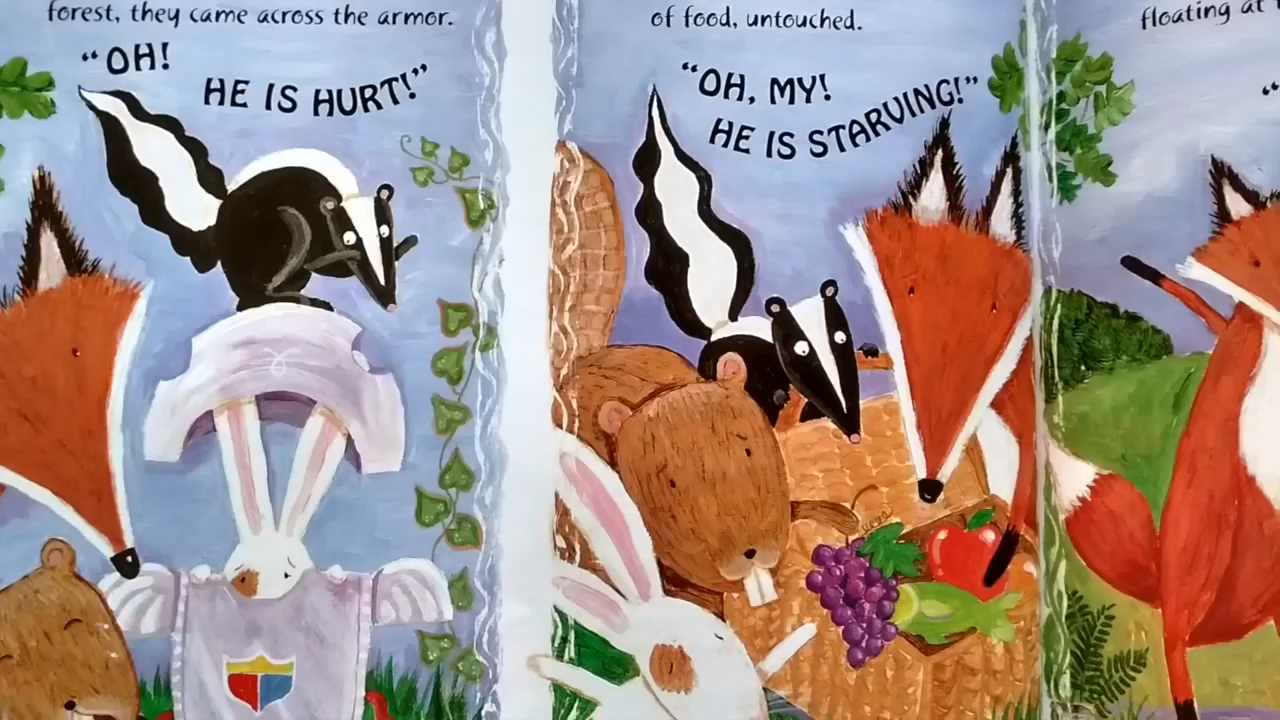 forest, they came across the armor.
"OH!
HE IS HURT!"
of food, untouched.
"OH, MY!
HE IS STARVING!"
floating at
"